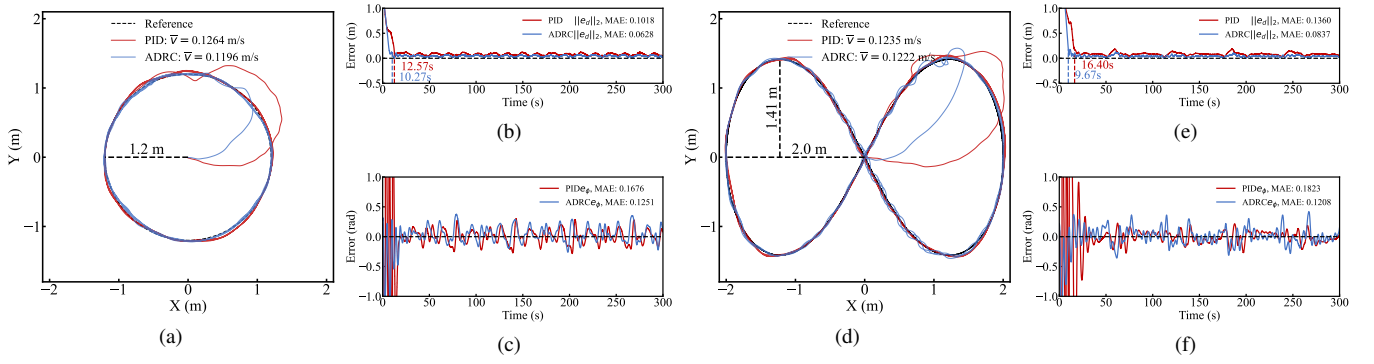 Reference
PID: v̅ = 0.1264 m/s
ADRC: v̅ = 0.1196 m/s
1.2 m
Y (m)
2
1
0
−1
−2 −1 0 1 2
X (m)
(a)
PID ||e_d||_2, MAE: 0.1018
ADRC||e_d||_2, MAE: 0.0628
12.57s
10.27s
Error (m)
1.0
0.5
0.0
−0.5
0 50 100 150 200 250 300
Time (s)
(b)
PIDe_ϕ, MAE: 0.1676
ADRCe_ϕ, MAE: 0.1251
Error (rad)
1.0
0.5
0.0
−0.5
−1.0
0 50 100 150 200 250 300
Time (s)
(c)
Reference
PID: v̅ = 0.1235 m/s
ADRC: v̅ = 0.1222 m/s
1.41 m
2.0 m
Y (m)
2
1
0
−1
−2 −1 0 1 2
X (m)
(d)
PID ||e_d||_2, MAE: 0.1360
ADRC||e_d||_2, MAE: 0.0837
16.40s
9.67s
Error (m)
1.0
0.5
0.0
−0.5
0 50 100 150 200 250 300
Time (s)
(e)
PIDe_ϕ, MAE: 0.1823
ADRCe_ϕ, MAE: 0.1208
Error (rad)
1.0
0.5
0.0
−0.5
−1.0
0 50 100 150 200 250 300
Time (s)
(f)